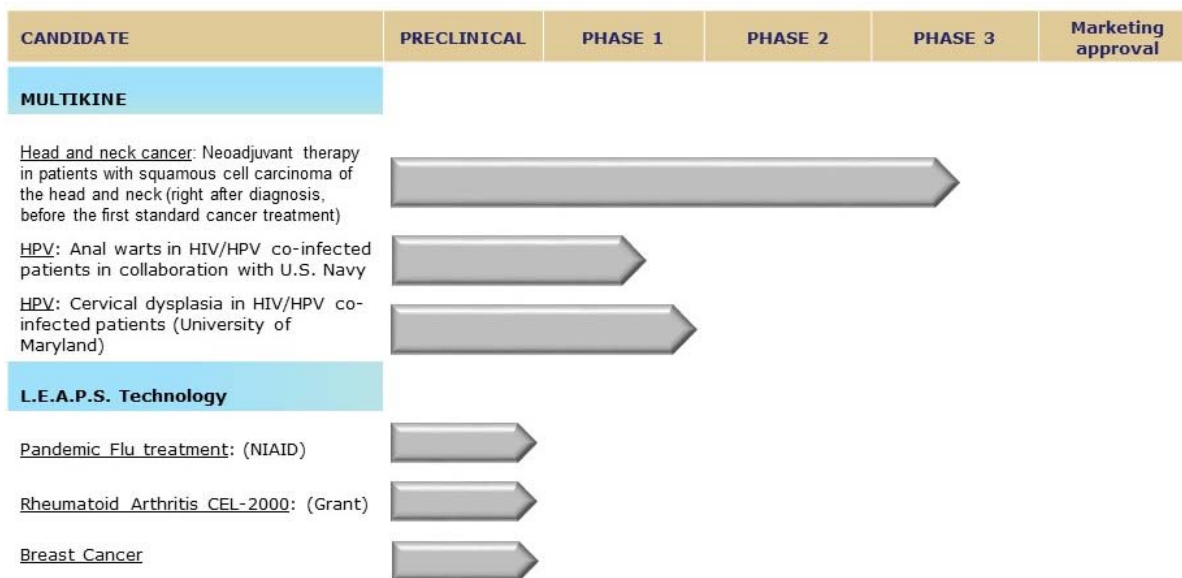 CANDIDATE PRECLINICAL PHASE 1 PHASE 2 PHASE 3 Marketing
approval
MULTIKINE
Head and neck cancer: Neoadjuvant therapy
in patients with squamous cell carcinoma of
the head and neck (right after diagnosis,
before the first standard cancer treatment)
HPV: Anal warts in HIV/HPV co-infected
patients in collaboration with U.S. Navy
HPV: Cervical dysplasia in HIV/HPV co-
infected patients (University of
Maryland)
L.E.A.P.S. Technology
Pandemic Flu treatment: (NIAID)
Rheumatoid Arthritis CEL-2000: (Grant)
Breast Cancer